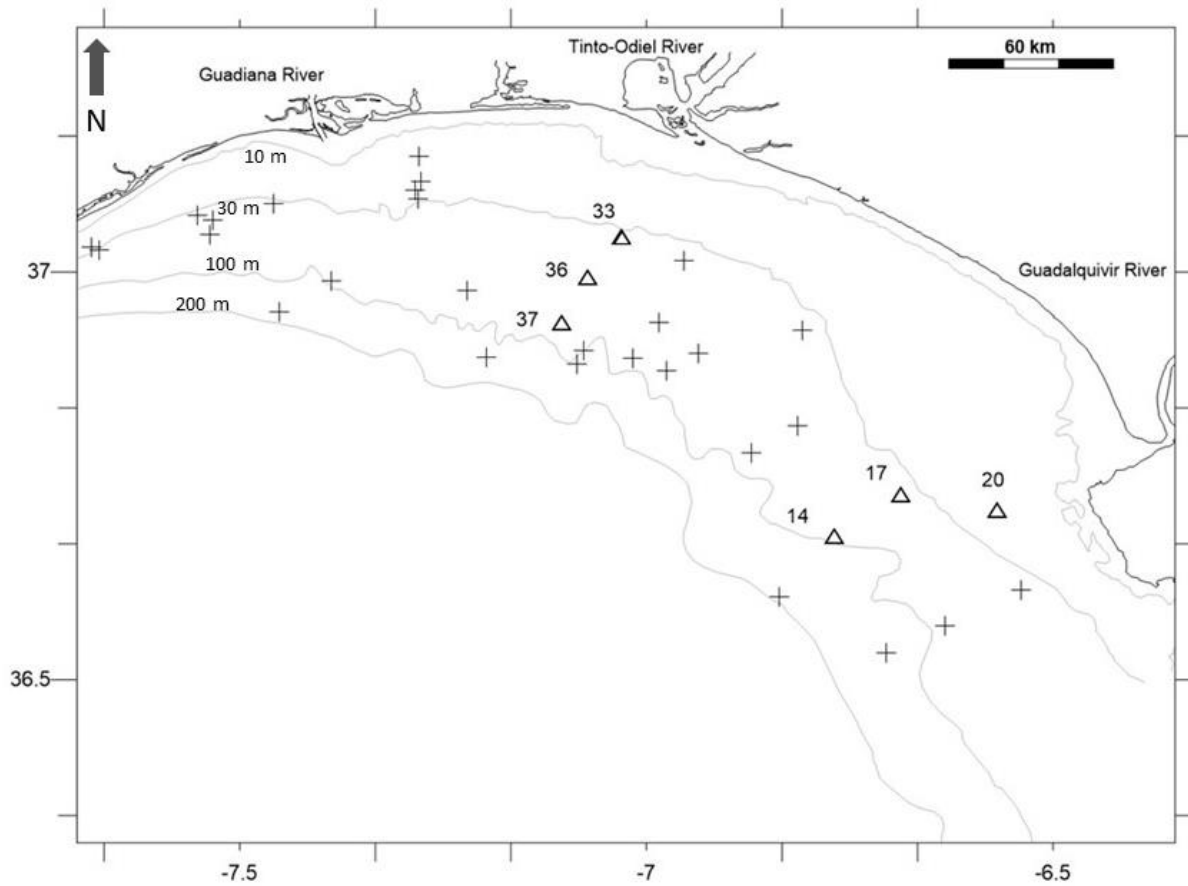 Tinto-Odiel River
60 km
Guadiana River
N
10 m
30 m
33
37
100 m
36
Guadalquivir River
200 m
37
17
20
14
36.5
-7.5
-7
-6.5